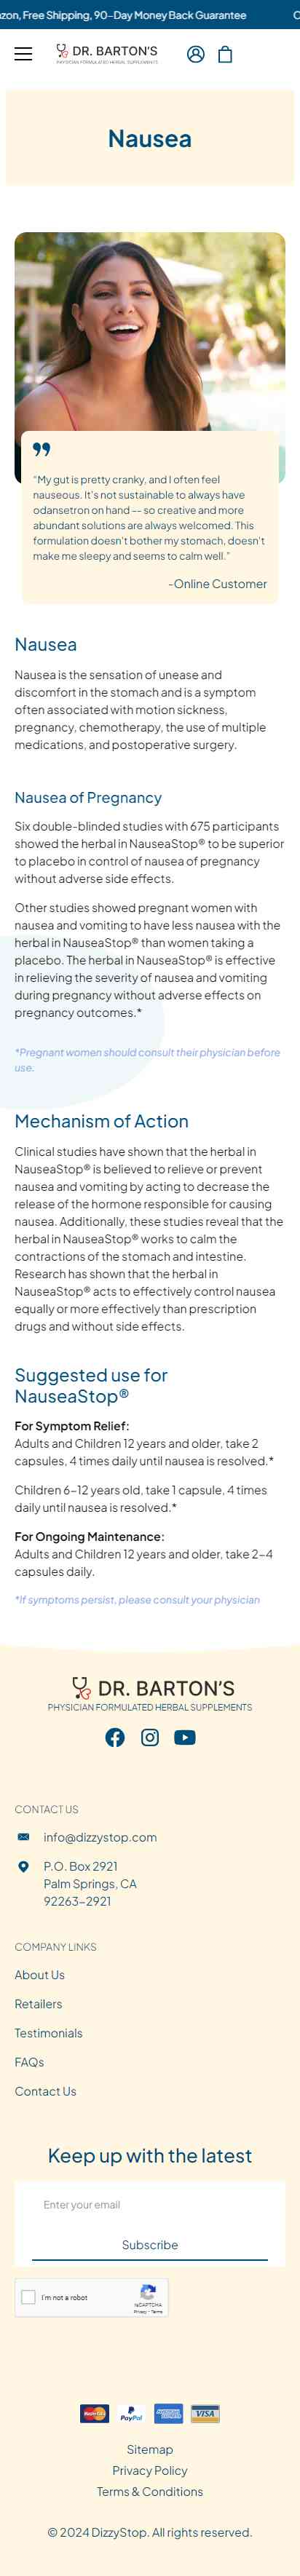 zon, Free Shipping, 90-Day Money Back Guarantee
DR. BARTON'S
PHYSICIAN FORMULATED HERBAL SUPPLEMENTS
Nausea
"My gut is pretty cranky, and I often feel
nauseous. It's not sustainable to always have
odansetron on hand -- so creative and more
abundant solutions are always welcomed. This
formulation doesn't bother my stomach, doesn't
make me sleepy and seems to calm well."
-Online Customer
Nausea
Nausea is the sensation of unease and
discomfort in the stomach and is a symptom
often associated with motion sickness,
pregnancy, chemotherapy, the use of multiple
medications, and postoperative surgery.
Nausea of Pregnancy
Six double-blinded studies with 675 participants
showed the herbal in NauseaStop® to be superior
to placebo in control of nausea of pregnancy
without adverse side effects.
Other studies showed pregnant women with
nausea and vomiting to have less nausea with the
herbal in NauseaStop® than women taking a
placebo. The herbal in NauseaStop® is effective
in relieving the severity of nausea and vomiting
during pregnancy without adverse effects on
pregnancy outcomes.*
*Pregnant women should consult their physician before
use.
Mechanism of Action
Clinical studies have shown that the herbal in
NauseaStop® is believed to relieve or prevent
nausea and vomiting by acting to decrease the
release of the hormone responsible for causing
nausea. Additionally, these studies reveal that the
herbal in NauseaStop® works to calm the
contractions of the stomach and intestine.
Research has shown that the herbal in
NauseaStop® acts to effectively control nausea
equally or more effectively than prescription
drugs and without side effects.
Suggested use for
NauseaStop®
For Symptom Relief:
Adults and Children 12 years and older, take 2
capsules, 4 times daily until nausea is resolved.*
Children 6-12 years old, take 1 capsule, 4 times
daily until nausea is resolved.*
For Ongoing Maintenance:
Adults and Children 12 years and older, take 2-4
capsules daily.
*If symptoms persist, please consult your physician
DR. BARTON'S
PHYSICIAN FORMULATED HERBAL SUPPLEMENTS
CONTACT US
info@dizzystop.com
P.O. Box 2921
Palm Springs, CA
92263-2921
COMPANY LINKS
About Us
Retailers
Testimonials
FAQs
Contact Us
Keep up with the latest
Enter your email
Subscribe
I'm not a robot
reCAPTCHA
Privacy - Terms
MasterCard PayPal AMERICAN EXPRESS VISA
Sitemap
Privacy Policy
Terms & Conditions
© 2024 DizzyStop. All rights reserved.